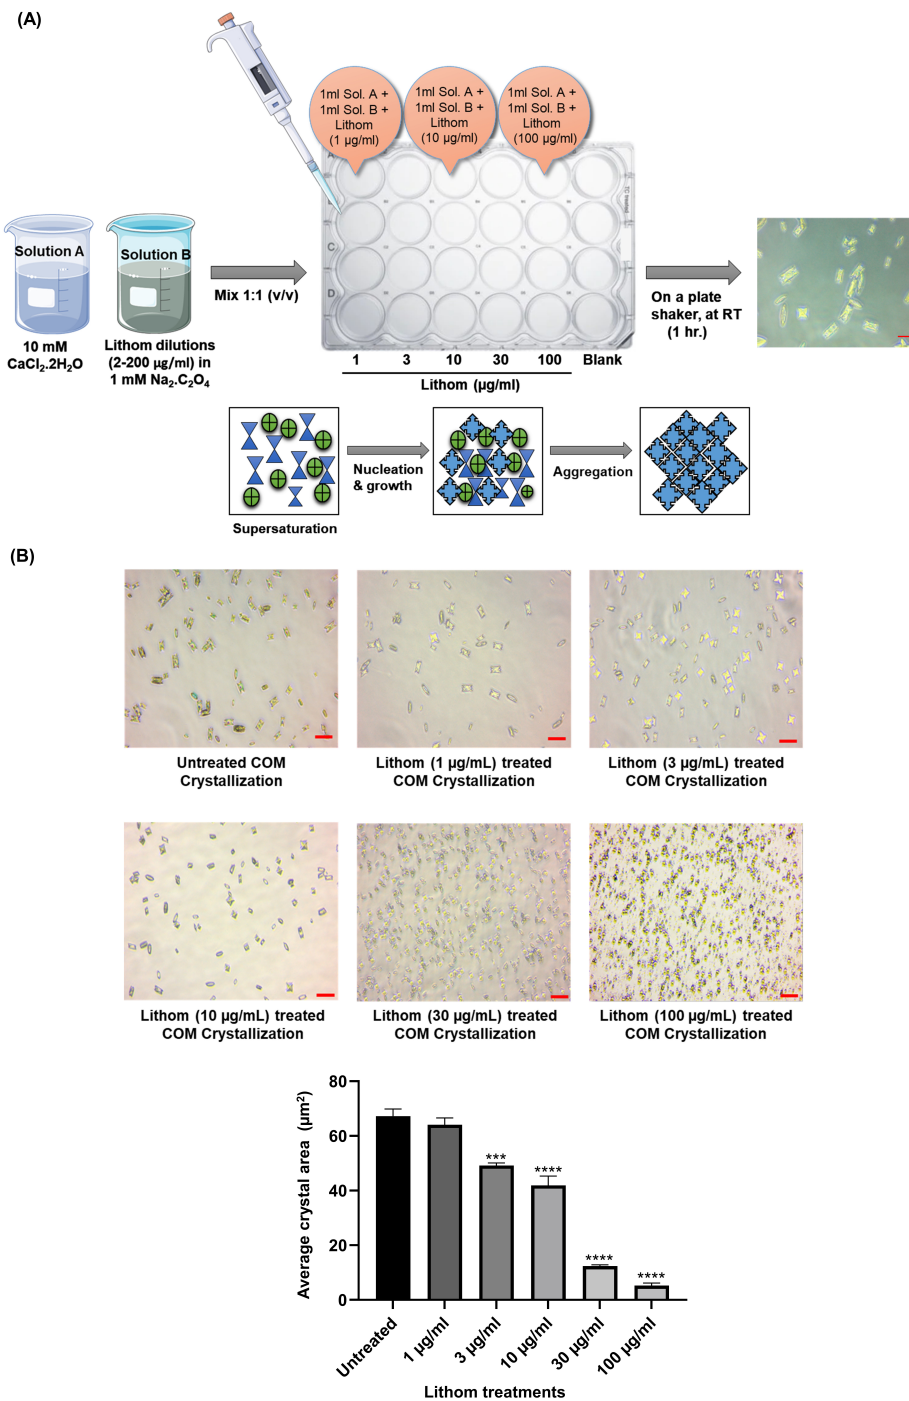 (A)
1ml Sol. A +
1ml Sol. B +
Lithom
(1 µg/ml)
1ml Sol. A +
1ml Sol. B +
Lithom
(10 µg/ml)
1ml Sol. A +
1ml Sol. B +
Lithom
(100 µg/ml)
A
C
D
Solution A
Solution B
10 mM
CaCl₂.2H₂O
Lithom dilutions
(2-200 µg/ml) in
1 mM Na₂.C₂O₄
Mix 1:1 (v/v)
1 3 10 30 100 Blank
Lithom (µg/ml)
On a plate
shaker, at RT
(1 hr.)
Supersaturation
Nucleation
& growth
Aggregation
(B)
Untreated COM
Crystallization
Lithom (1 µg/mL) treated
COM Crystallization
Lithom (3 µg/mL) treated
COM Crystallization
Lithom (10 µg/mL) treated
COM Crystallization
Lithom (30 µg/mL) treated
COM Crystallization
Lithom (100 µg/mL) treated
COM Crystallization
Average crystal area (µm²)
80
60
40
20
0
***
****
****
****
Untreated
1 µg/ml
3 µg/ml
10 µg/ml
30 µg/ml
100 µg/ml
Lithom treatments